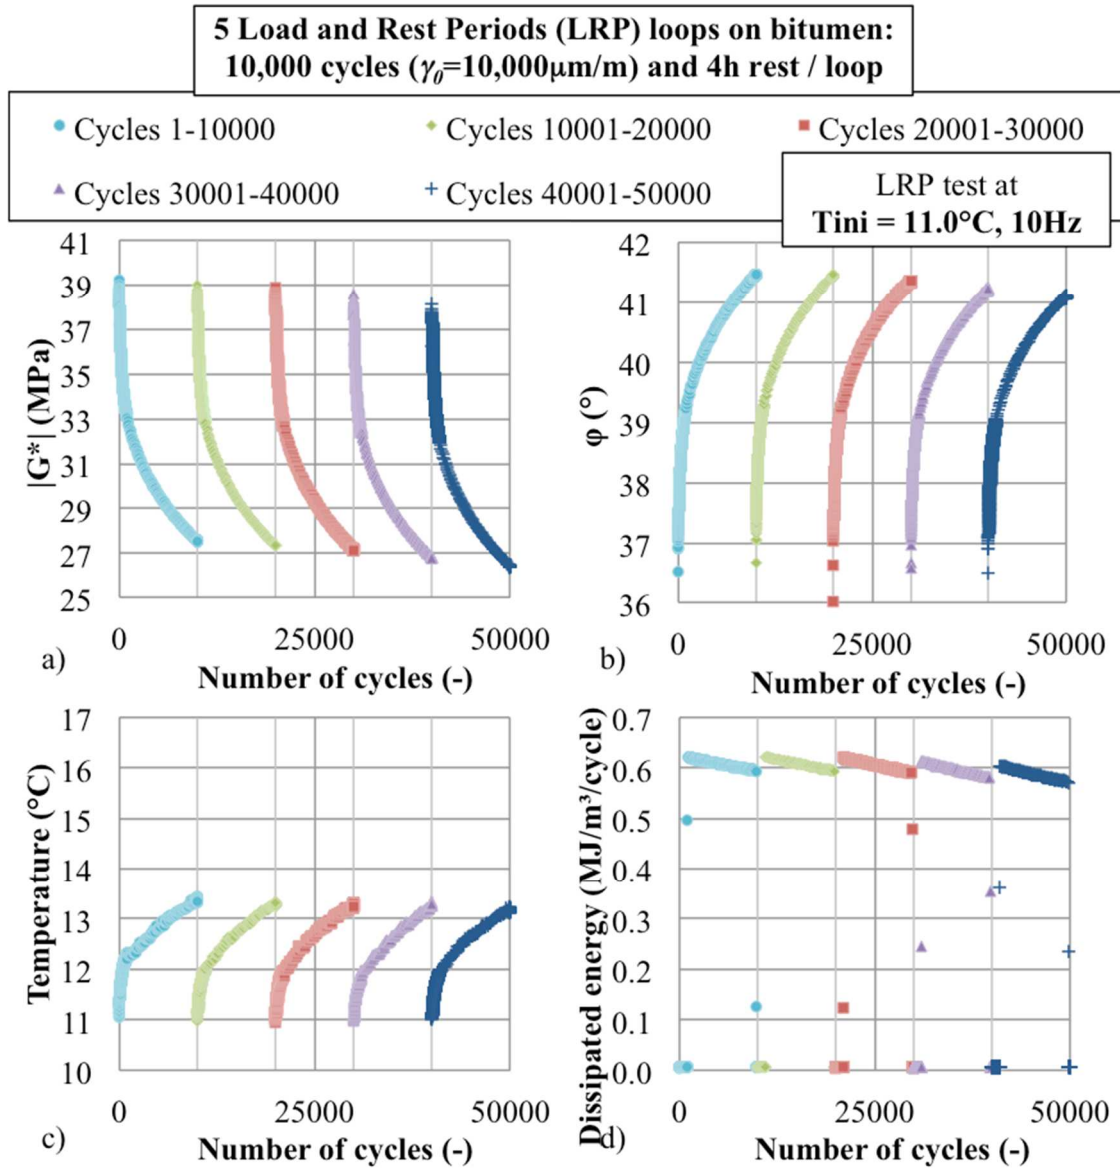 5 Load and Rest Periods (LRP) loops on bitumen:
10,000 cycles (γ₀=10,000μm/m) and 4h rest / loop
Cycles 1-10000
Cycles 10001-20000
Cycles 20001-30000
Cycles 30001-40000
Cycles 40001-50000
LRP test at
Tini = 11.0°C, 10Hz
|G*| (MPa)
41
39
37
35
33
31
29
27
25
0
25000
50000
a)
Number of cycles (-)
φ (°)
42
41
40
39
38
37
36
0
25000
50000
b)
Number of cycles (-)
Temperature (°C)
17
16
15
14
13
12
11
10
0
25000
50000
c)
Number of cycles (-)
Dissipated energy (MJ/m³/cycle)
0.7
0.6
0.5
0.4
0.3
0.2
0.1
0.0
0
25000
50000
d)
Number of cycles (-)